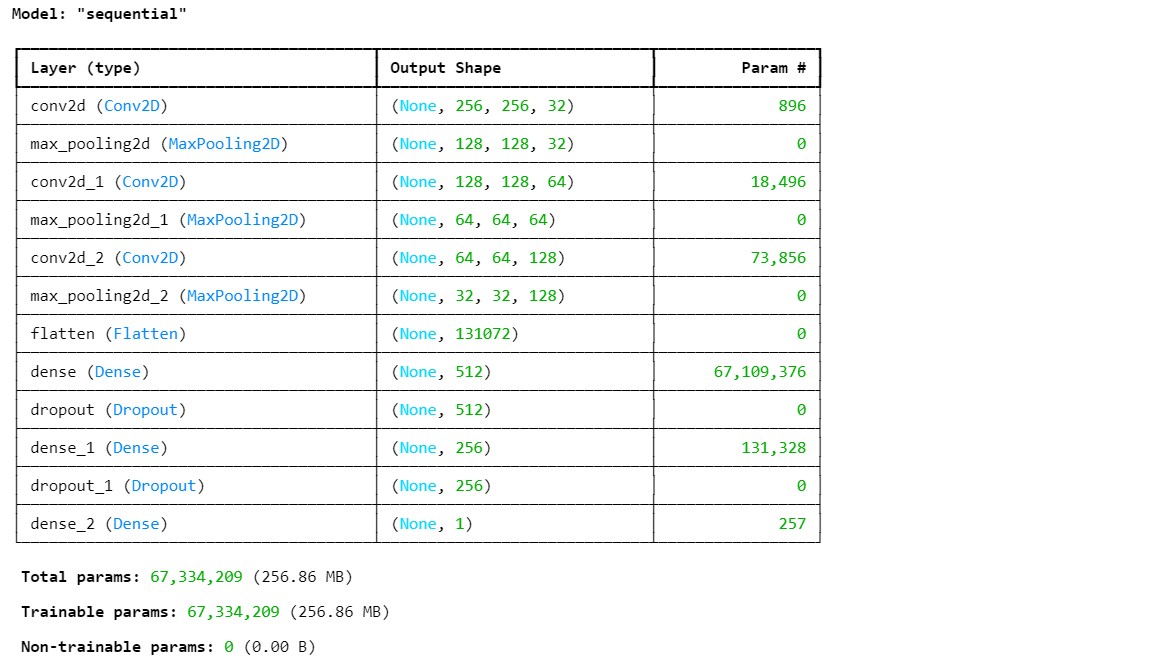 Model: "sequential"
Layer (type) Output Shape Param #
conv2d (Conv2D) (None, 256, 256, 32) 896
max_pooling2d (MaxPooling2D) (None, 128, 128, 32) 0
conv2d_1 (Conv2D) (None, 128, 128, 64) 18,496
max_pooling2d_1 (MaxPooling2D) (None, 64, 64, 64) 0
conv2d_2 (Conv2D) (None, 64, 64, 128) 73,856
max_pooling2d_2 (MaxPooling2D) (None, 32, 32, 128) 0
flatten (Flatten) (None, 131072) 0
dense (Dense) (None, 512) 67,109,376
dropout (Dropout) (None, 512) 0
dense_1 (Dense) (None, 256) 131,328
dropout_1 (Dropout) (None, 256) 0
dense_2 (Dense) (None, 1) 257
Total params: 67,334,209 (256.86 MB)
Trainable params: 67,334,209 (256.86 MB)
Non-trainable params: 0 (0.00 B)